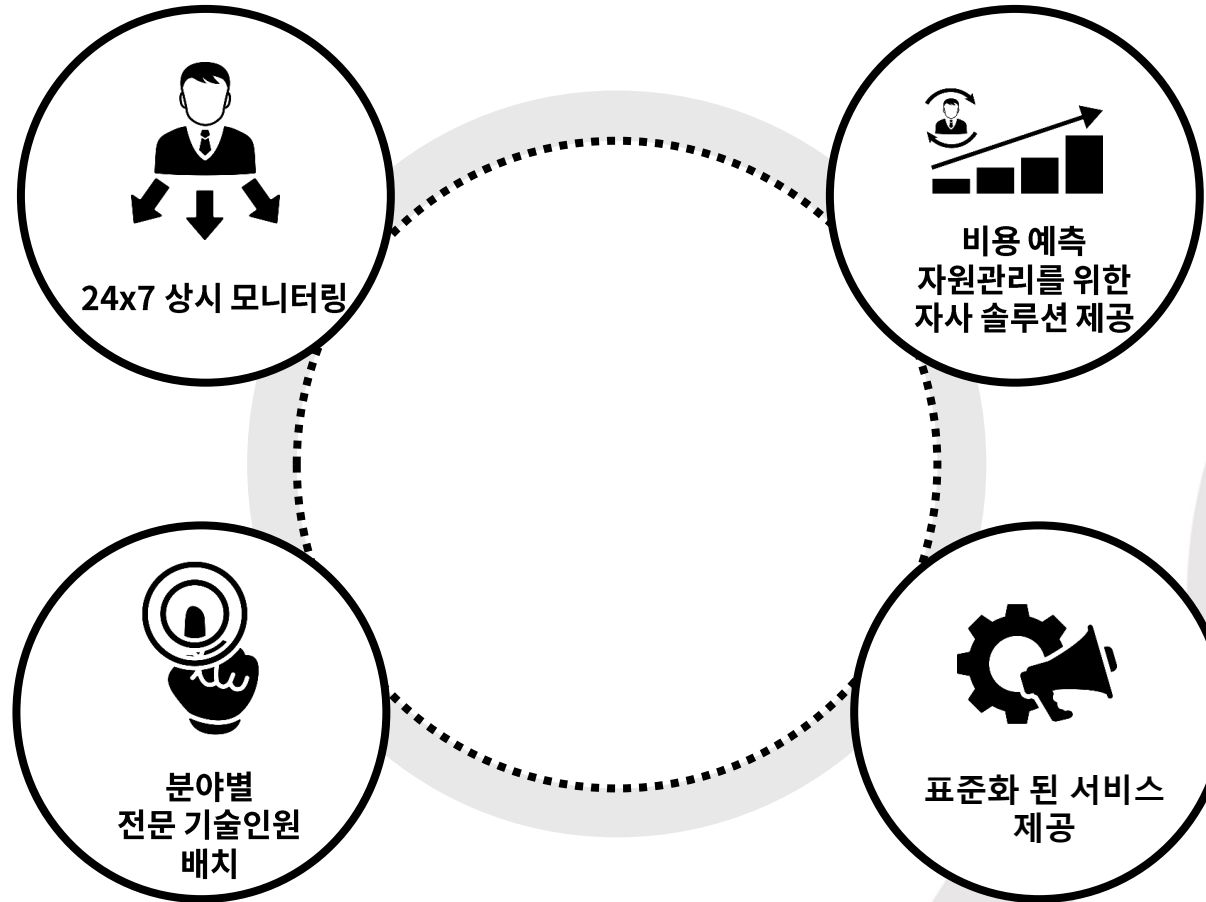 24x7 상시 모니터링
비용 예측
자원관리를 위한
자사 솔루션 제공
분야별
전문 기술인원
배치
표준화 된 서비스
제공